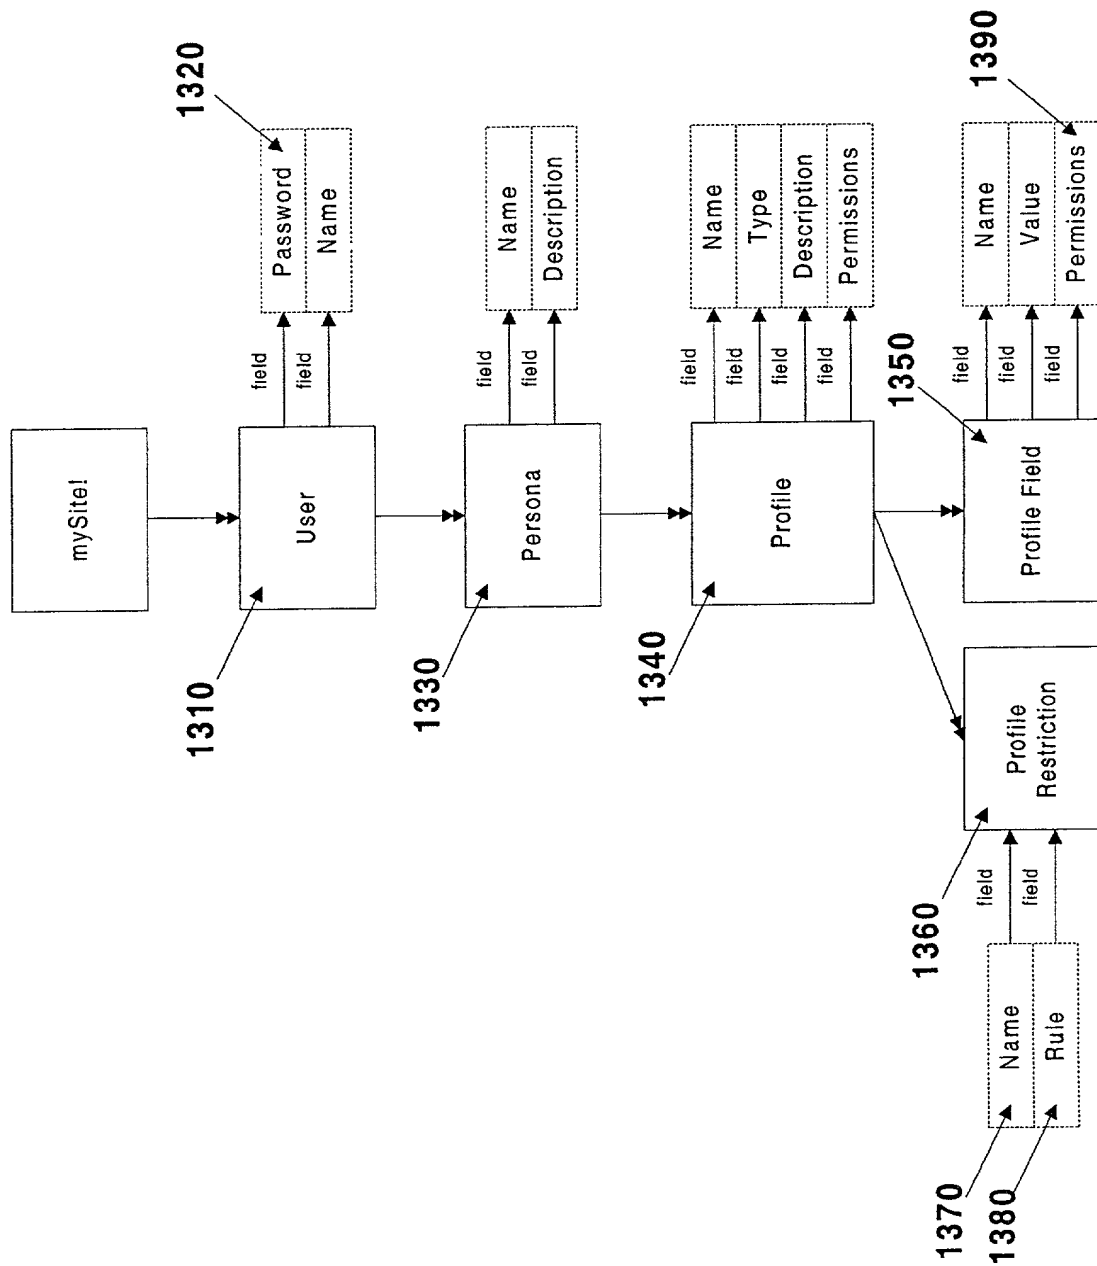 mySite!
1320
Password
Name
field
field
User
1310
Name
Description
field
field
Persona
1330
Name
Type
Description
Permissions
field
field
field
field
Profile
1340
1390
Name
Value
Permissions
field
field
field
1350
Profile Field
Profile
Restriction
1360
field
field
Name
Rule
1370
1380